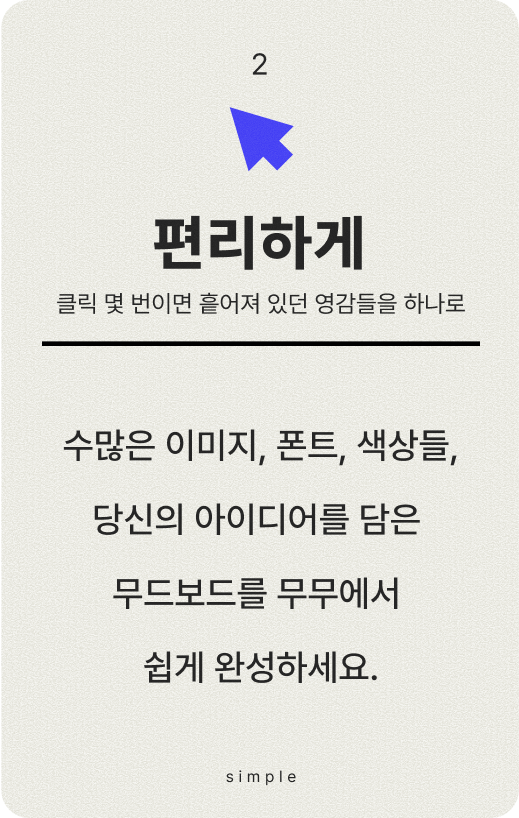 2
편리하게
클릭 몇 번이면 흩어져 있던 영감들을 하나로
수많은 이미지, 폰트, 색상들,
당신의 아이디어를 담은
무드보드를 무무에서
쉽게 완성하세요.
simple